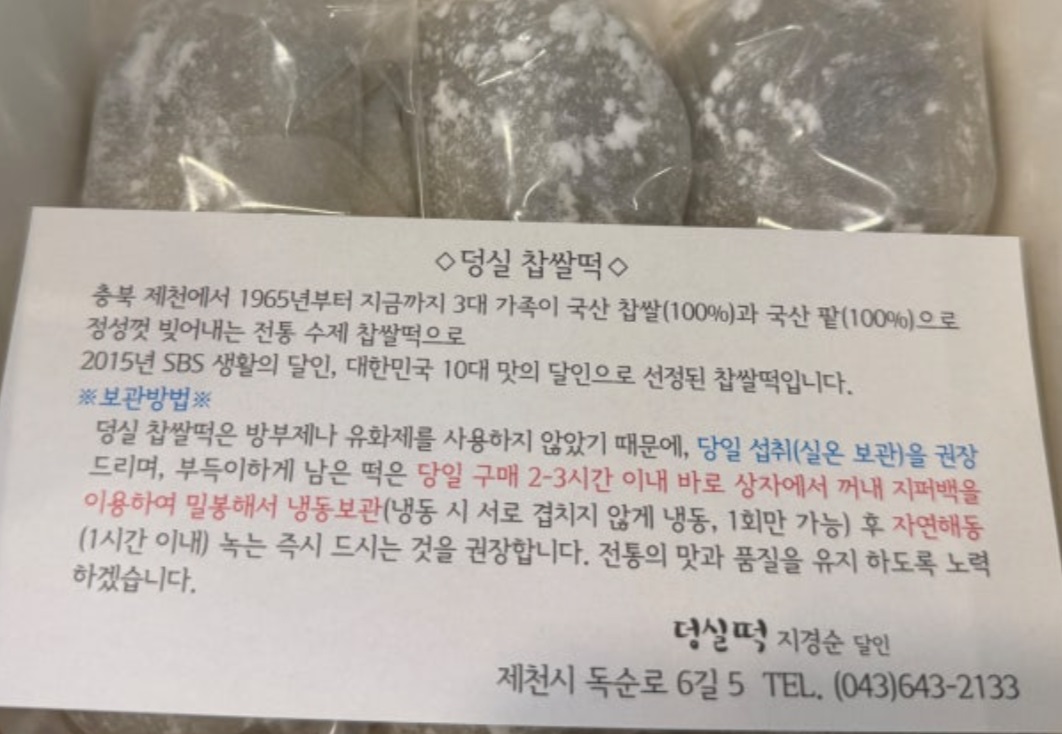 ◇덩실 찹쌀떡◇
충북 제천에서 1965년부터 지금까지 3대 가족이 국산 찹쌀(100%)과 국산 팥(100%)으로
정성껏 빚어내는 전통 수제 찹쌀떡으로
2015년 SBS 생활의 달인, 대한민국 10대 맛의 달인으로 선정된 찹쌀떡입니다.
※보관방법※
덩실 찹쌀떡은 방부제나 유화제를 사용하지 않았기 때문에, 당일 섭취(실온 보관)을 권장
드리며, 부득이하게 남은 떡은 당일 구매 2-3시간 이내 바로 상자에서 꺼내 지퍼백을
이용하여 밀봉해서 냉동보관(냉동 시 서로 겹치지 않게 냉동, 1회만 가능) 후 자연해동
(1시간 이내) 녹는 즉시 드시는 것을 권장합니다. 전통의 맛과 품질을 유지 하도록 노력
하겠습니다.
덩실떡 지경순 달인
제천시 독순로 6길 5 TEL. (043)643-2133